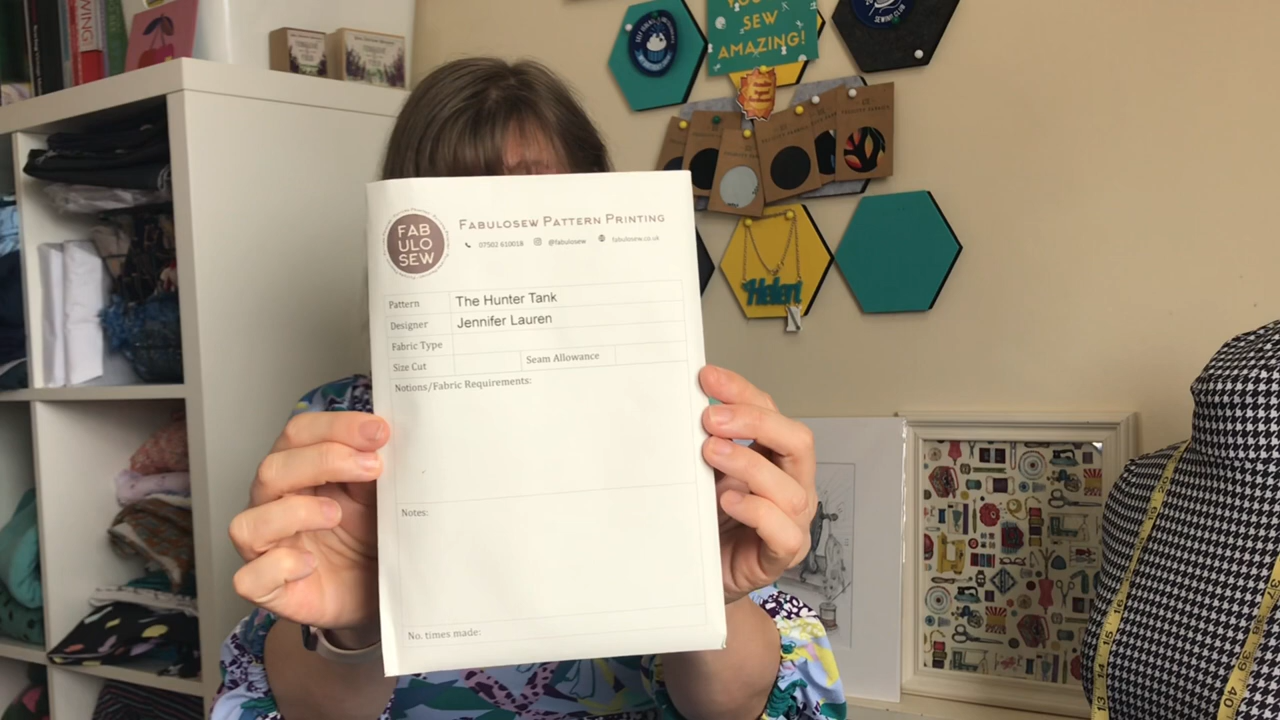 SEW
AMAZING!
WING
Helen
FAB
ULO
SEW
FABULOSEW PATTERN PRINTING
07502 610018 @fabulosew fabulosew.co.uk
Pattern The Hunter Tank
Designer Jennifer Lauren
Fabric Type
Size Cut Seam Allowance
Notions/Fabric Requirements:
Notes:
No. times made: